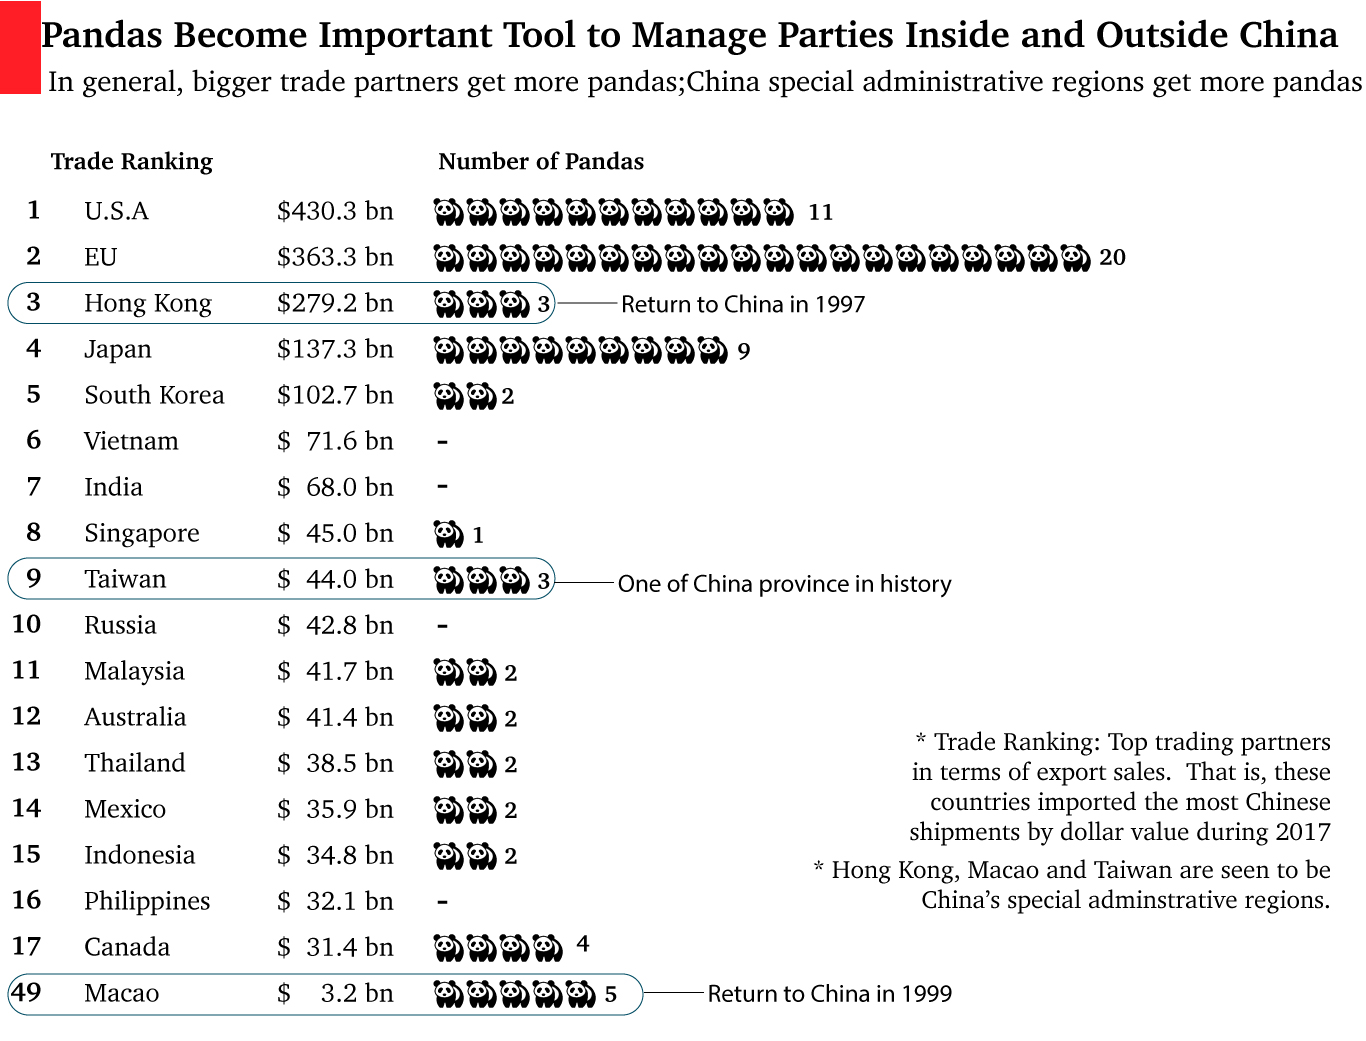 Pandas Become Important Tool to Manage Parties Inside and Outside China
In general, bigger trade partners get more pandas;China special administrative regions get more pandas
Trade Ranking Number of Pandas
1 U.S.A $430.3 bn 11
2 EU $363.3 bn 20
3 Hong Kong $279.2 bn 3 Return to China in 1997
4 Japan $137.3 bn 9
5 South Korea $102.7 bn 2
6 Vietnam $ 71.6 bn -
7 India $ 68.0 bn -
8 Singapore $ 45.0 bn 1
9 Taiwan $ 44.0 bn 3 One of China province in history
10 Russia $ 42.8 bn -
11 Malaysia $ 41.7 bn 2
12 Australia $ 41.4 bn 2
13 Thailand $ 38.5 bn 2
14 Mexico $ 35.9 bn 2
15 Indonesia $ 34.8 bn 2
16 Philippines $ 32.1 bn -
17 Canada $ 31.4 bn 4
49 Macao $ 3.2 bn 5 Return to China in 1999
* Trade Ranking: Top trading partners
in terms of export sales. That is, these
countries imported the most Chinese
shipments by dollar value during 2017
* Hong Kong, Macao and Taiwan are seen to be
China's special adminstrative regions.